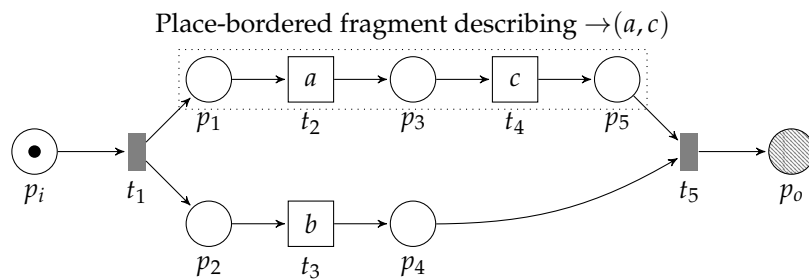 Place-bordered fragment describing →(a, c)
a
c
p1
t2
p3
t4
p5
pi
t1
t5
po
b
p2
t3
p4